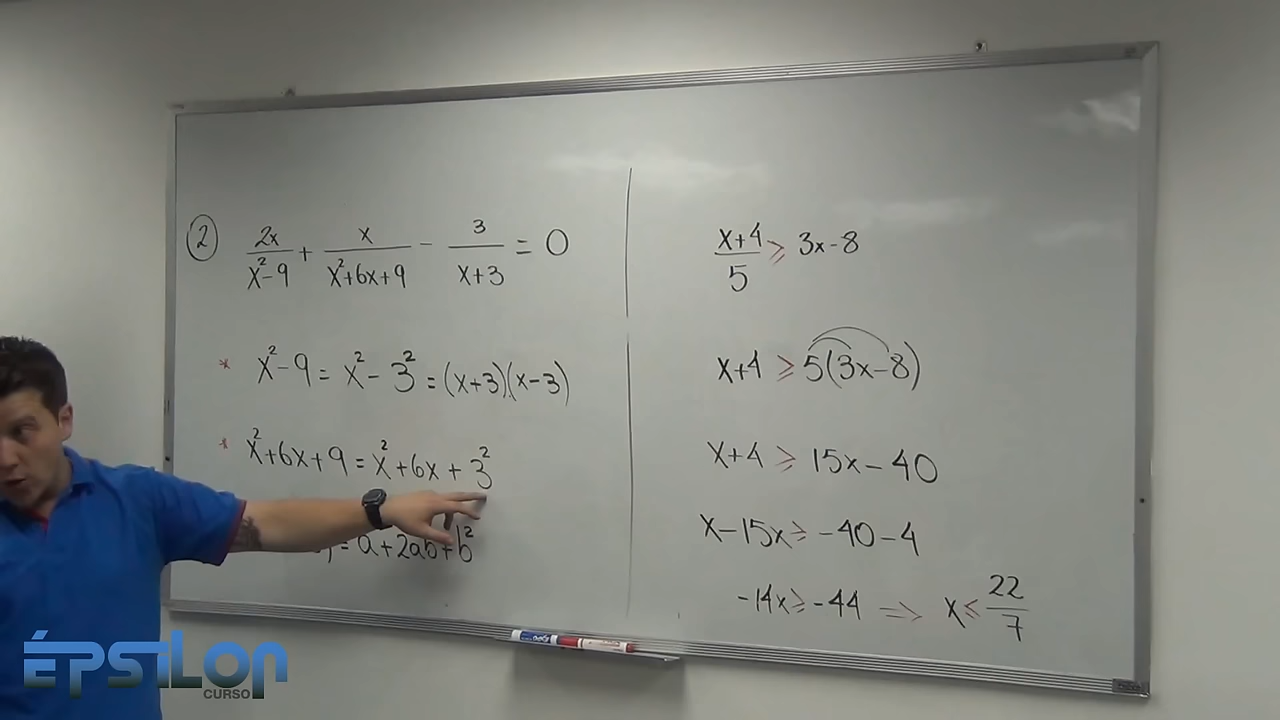 ② 2x/x²-9 + x/x²+6x+9 - 3/x+3 = 0
* x²-9 = x²-3² = (x+3)(x-3)
* x²+6x+9 = x²+6x+3²
) = a+2ab+b²
x+4/5 ≥ 3x-8
x+4 ≥ 5(3x-8)
x+4 ≥ 15x-40
x-15x ≥ -40-4
-14x ≥ -44 => x ≤ 22/7
ÉPSILON
CURSO